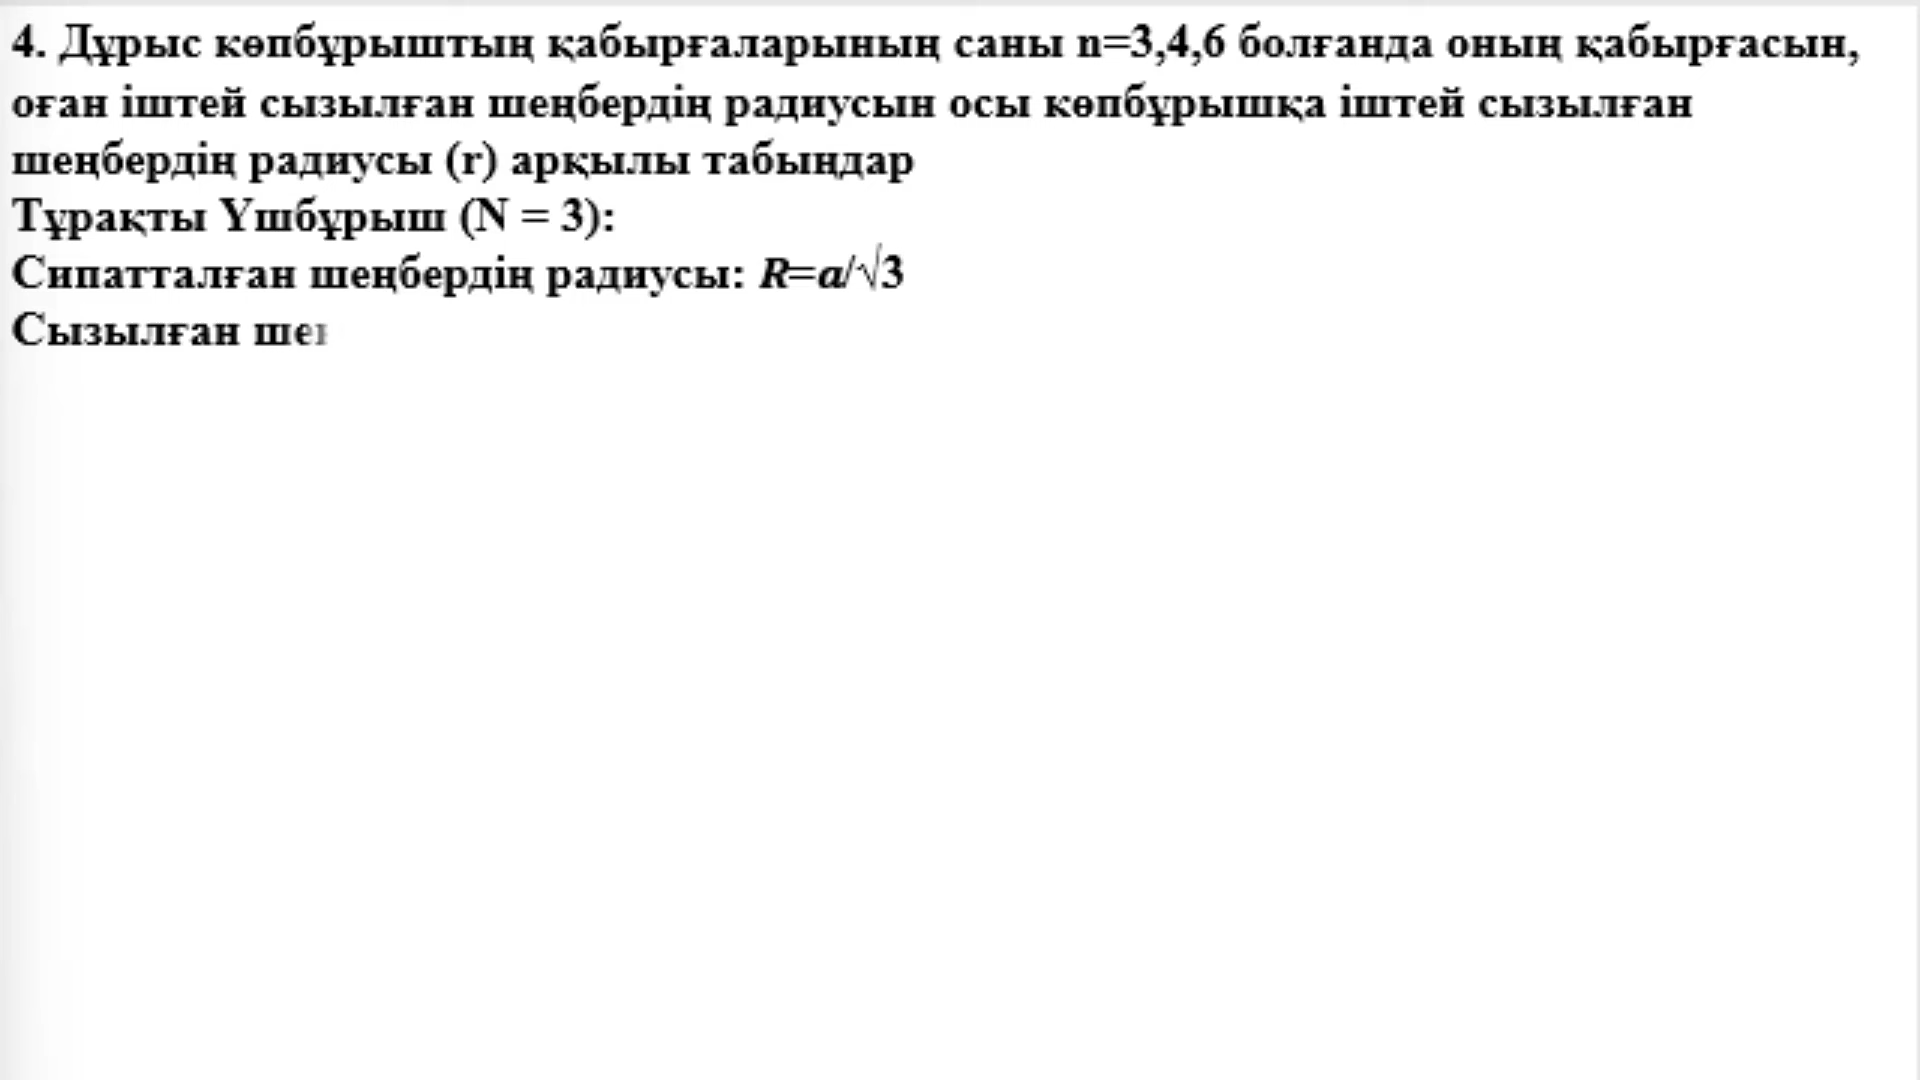 4. Дұрыс көпбұрыштың қабырғаларының саны n=3,4,6 болғанда оның қабырғасын,
оған іштей сызылған шеңбердің радиусын осы көпбұрышқа іштей сызылған
шеңбердің радиусы (r) арқылы табыңдар
Тұрақты Үшбұрыш (N = 3):
Сипатталған шеңбердің радиусы: R=a/√3
Сызылған